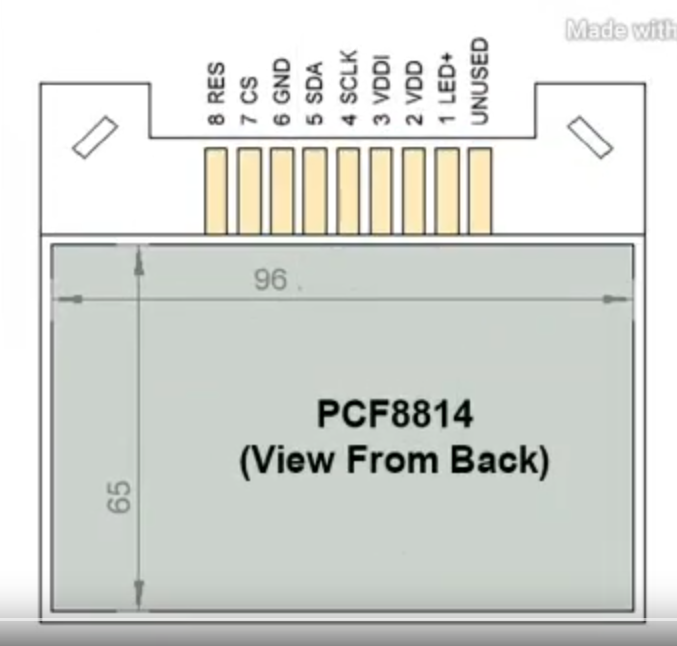 Made with
8 RES
7 CS
6 GND
5 SDA
4 SCLK
3 VDDI
2 VDD
1 LED+
UNUSED
96
65
PCF8814
(View From Back)